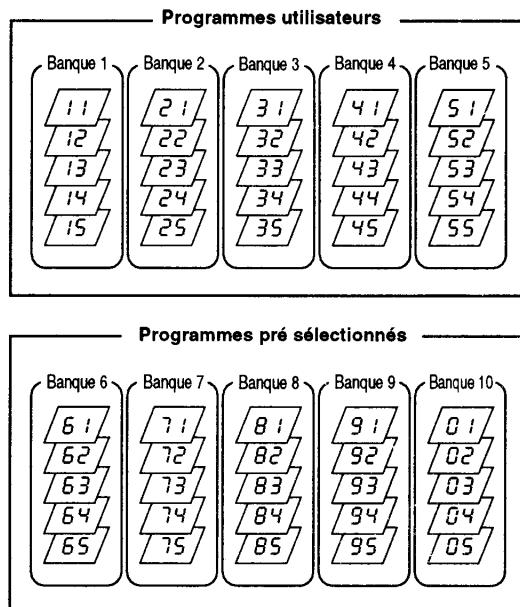 Programmes utilisateurs
Banque 1 Banque 2 Banque 3 Banque 4 Banque 5
11 21 31 41 51
12 22 32 42 52
13 23 33 43 53
14 24 34 44 54
15 25 35 45 55
Programmes pré sélectionnés
Banque 6 Banque 7 Banque 8 Banque 9 Banque 10
61 71 81 91 01
62 72 82 92 02
63 73 83 93 03
64 74 84 94 04
65 75 85 95 05